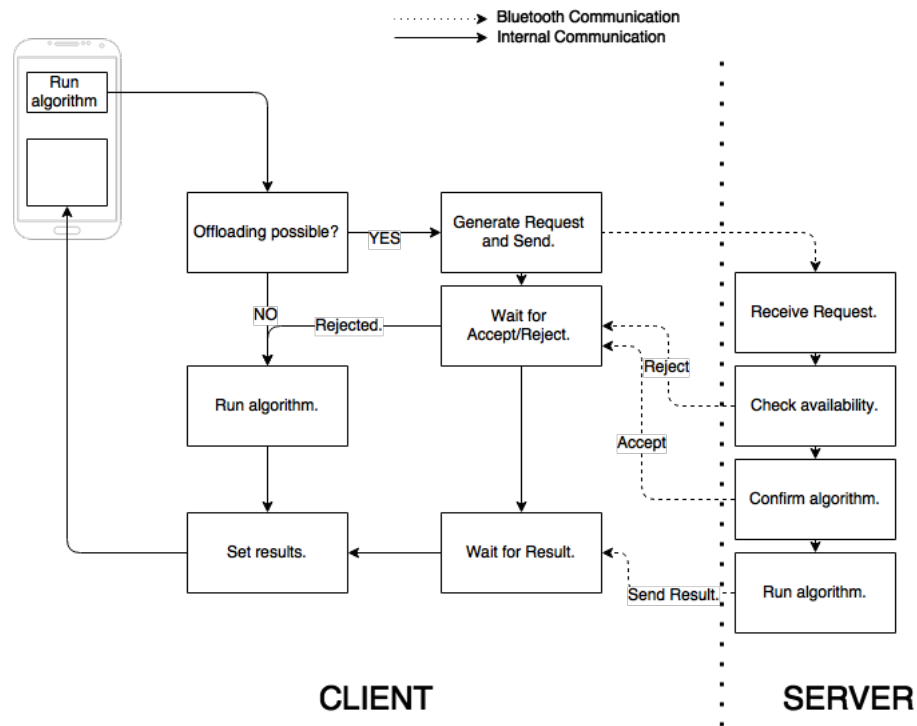 Bluetooth Communication
Internal Communication
Run
algorithm
Offloading possible?
YES
Generate Request
and Send.
Receive Request.
NO
Rejected.
Wait for
Accept/Reject.
Reject
Run algorithm.
Check availability.
Accept
Confirm algorithm.
Set results.
Wait for Result.
Send Result.
Run algorithm.
CLIENT
SERVER